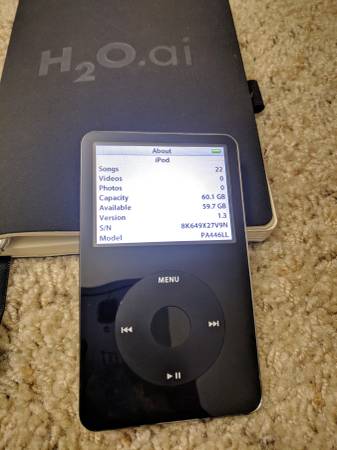 H2O.ai
About
iPod
Songs 22
Videos 0
Photos 0
Capacity 60.1 GB
Available 59.7 GB
Version 1.3
S/N 8K649X27V9N
Model PA446LL
MENU